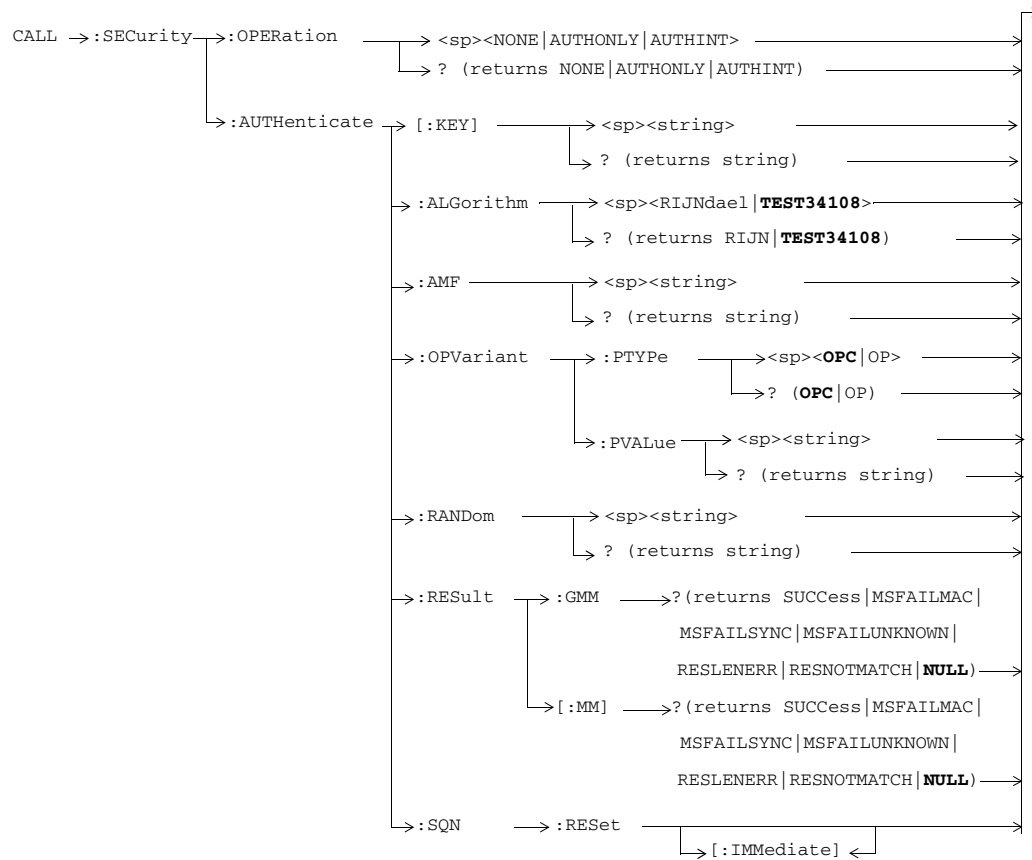 CALL :SECurity :OPERation <sp><NONE|AUTHONLY|AUTHINT>
? (returns NONE|AUTHONLY|AUTHINT)
:AUTHenticate [:KEY] <sp><string>
? (returns string)
:ALGorithm <sp><RIJNdael|TEST34108>
? (returns RIJN|TEST34108)
:AMF <sp><string>
? (returns string)
:OPVariant :PTYPe <sp><OPC|OP>
? (OPC|OP)
:PVALue <sp><string>
? (returns string)
:RANDom <sp><string>
? (returns string)
:RESult :GMM ?(returns SUCCess|MSFAILMAC|
MSFAILSYNC|MSFAILUNKNOWN|
RESLENERR|RESNOTMATCH|NULL)
[:MM] ?(returns SUCCess|MSFAILMAC|
MSFAILSYNC|MSFAILUNKNOWN|
RESLENERR|RESNOTMATCH|NULL)
:SQN :RESet
[:IMMediate]